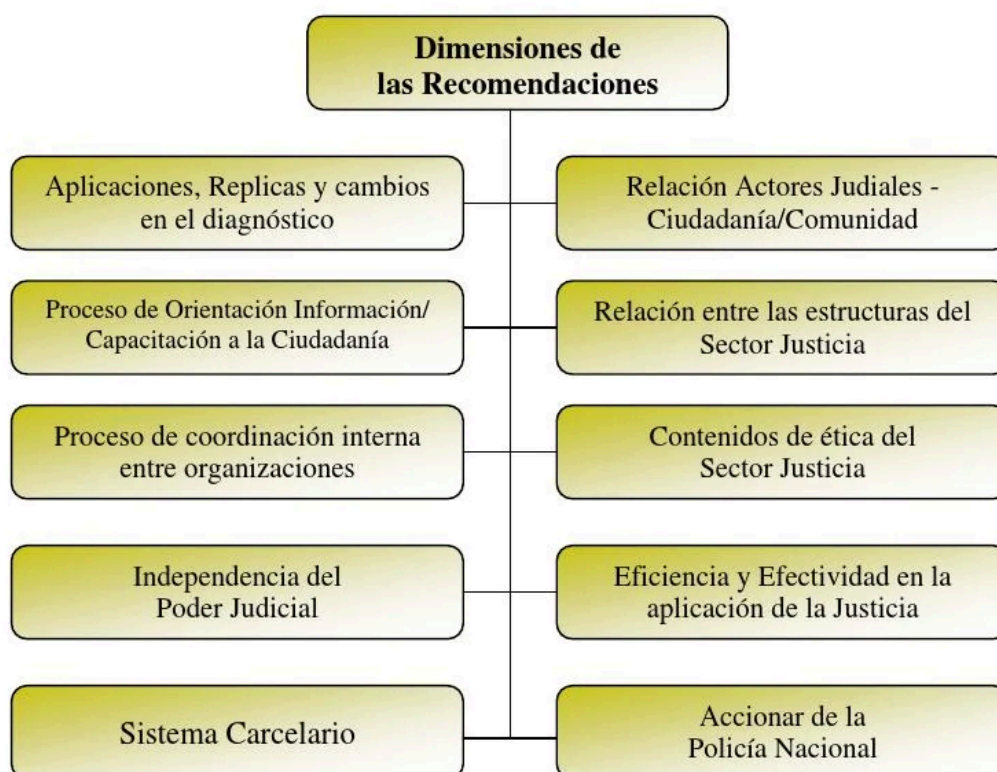 Dimensiones de
las Recomendaciones
Aplicaciones, Replicas y cambios
en el diagnóstico
Relación Actores Judiales -
Ciudadanía/Comunidad
Proceso de Orientación Información/
Capacitación a la Ciudadanía
Relación entre las estructuras del
Sector Justicia
Proceso de coordinación interna
entre organizaciones
Contenidos de ética del
Sector Justicia
Independencia del
Poder Judicial
Eficiencia y Efectividad en la
aplicación de la Justicia
Sistema Carcelario
Accionar de la
Policía Nacional